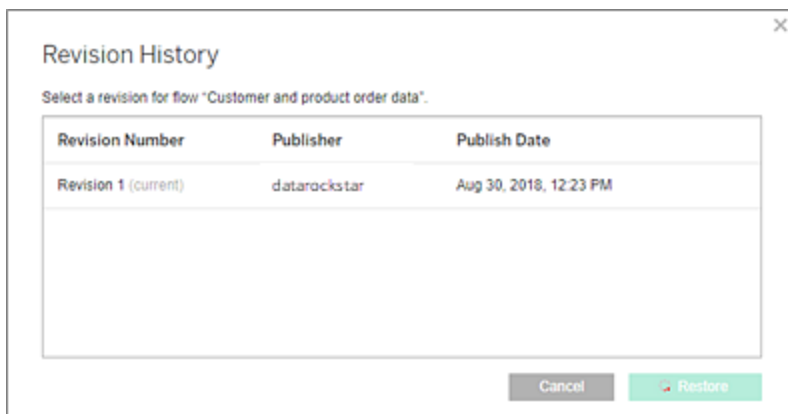 Revision History
Select a revision for flow "Customer and product order data".
Revision Number Publisher Publish Date
Revision 1 (current) datarockstar Aug 30, 2018, 12:23 PM
Cancel Restore